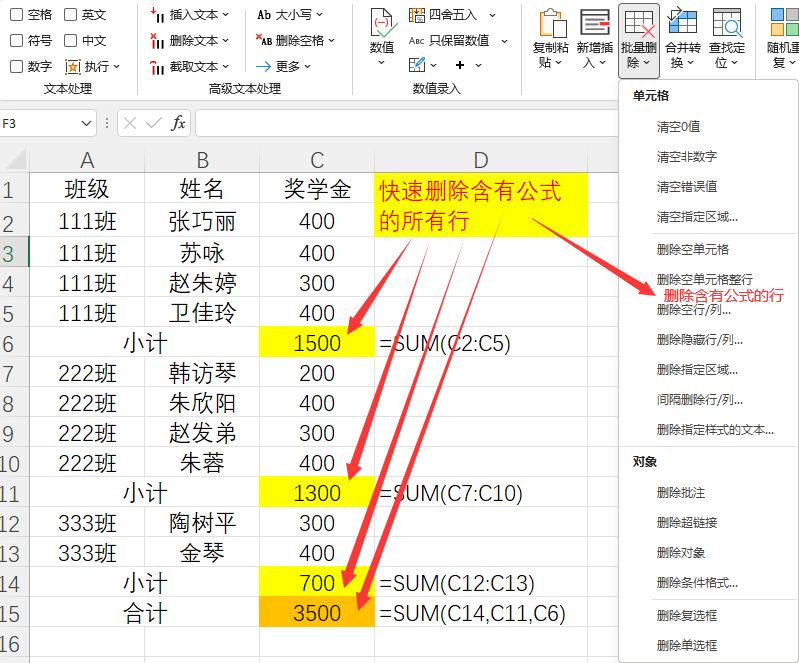 空格 英文 插入文本 Ab 大小写 四舍五入
符号 中文 删除文本 AB 删除空格 数值 Abc 只保留数值 复制粘贴 新增插入 批量删除 合并转换 查找定位 随机重复
数字 执行 截取文本 更多
文本处理 高级文本处理 数值录入
F3 fx
A B C D
1 班级 姓名 奖学金 快速删除含有公式
2 111班 张巧丽 400 的所有行
3 111班 苏咏 400
4 111班 赵朱婷 300
5 111班 卫佳玲 400
6 小计 1500 =SUM(C2:C5)
7 222班 韩访琴 200
8 222班 朱欣阳 400
9 222班 赵发弟 300
10 222班 朱蓉 400
11 小计 1300 =SUM(C7:C10)
12 333班 陶树平 300
13 333班 金琴 400
14 小计 700 =SUM(C12:C13)
15 合计 3500 =SUM(C14,C11,C6)
16
单元格
清空0值
清空非数字
清空错误值
清空指定区域...
删除空单元格
删除空单元格整行
删除含有公式的行
删除空行/列...
删除隐藏行/列...
删除指定区域...
间隔删除行/列...
删除指定样式的文本...
对象
删除批注
删除超链接
删除对象
删除条件格式...
删除复选框
删除单选框